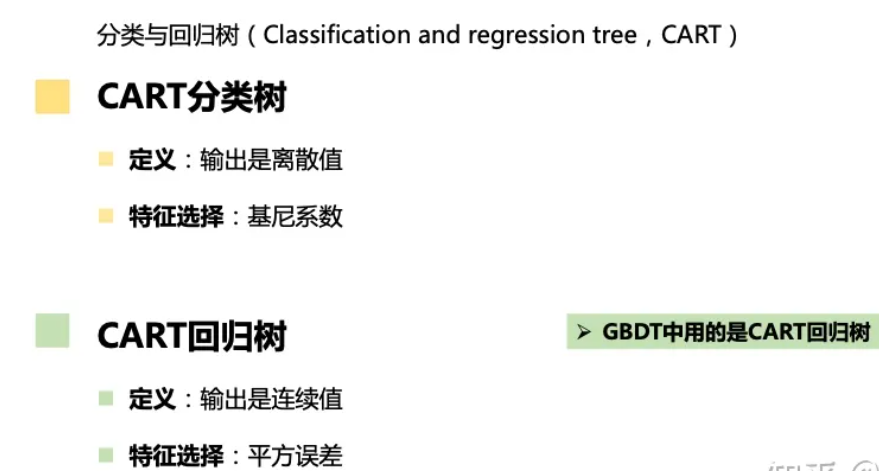 分类与回归树（Classification and regression tree，CART）
CART分类树
定义：输出是离散值
特征选择：基尼系数
CART回归树
➢ GBDT中用的是CART回归树
定义：输出是连续值
特征选择：平方误差